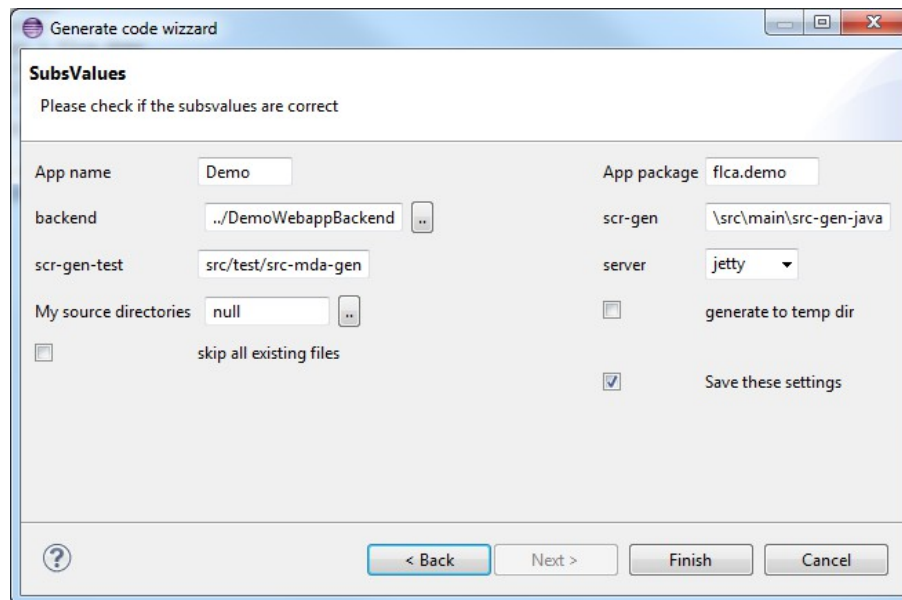 Generate code wizzard
SubsValues
Please check if the subsvalues are correct
App name Demo App package flca.demo
backend ../DemoWebappBackend .. scr-gen \src\main\src-gen-java
scr-gen-test src/test/src-mda-gen server jetty
My source directories null .. generate to temp dir
skip all existing files
Save these settings
? < Back Next > Finish Cancel